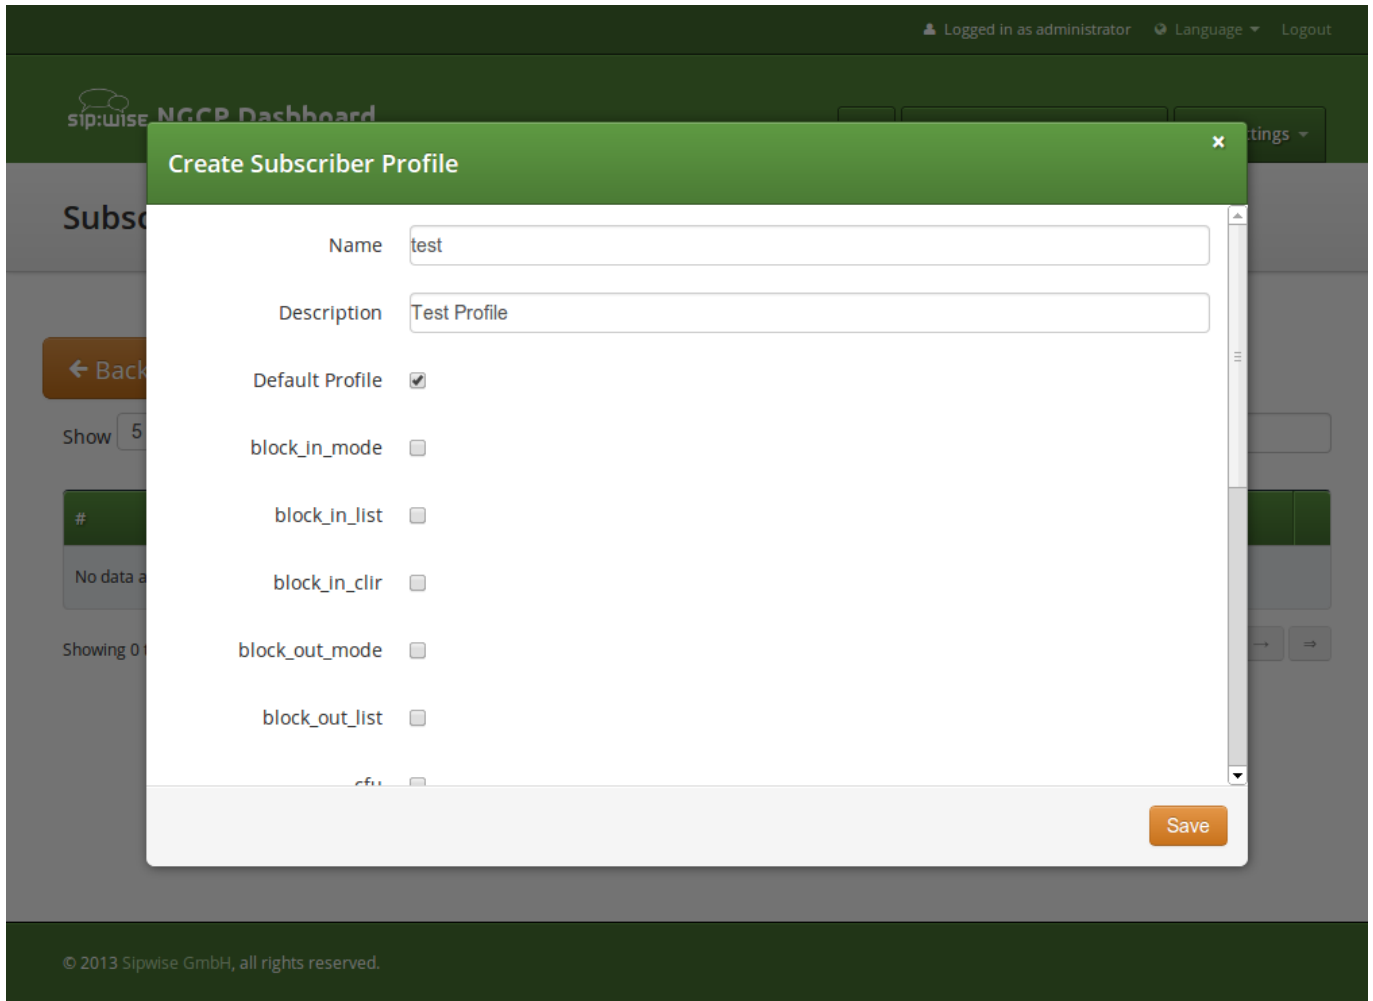 Logged in as administrator Language Logout
sip:wise NGCP Dashboard
tings
Create Subscriber Profile ×
Subsc
Name test
Description Test Profile
Back
Default Profile
Show 5
block_in_mode
block_in_list
#
block_in_clir
No data a
block_out_mode
Showing 0 t → ⇒
block_out_list
cfu
Save
© 2013 Sipwise GmbH, all rights reserved.